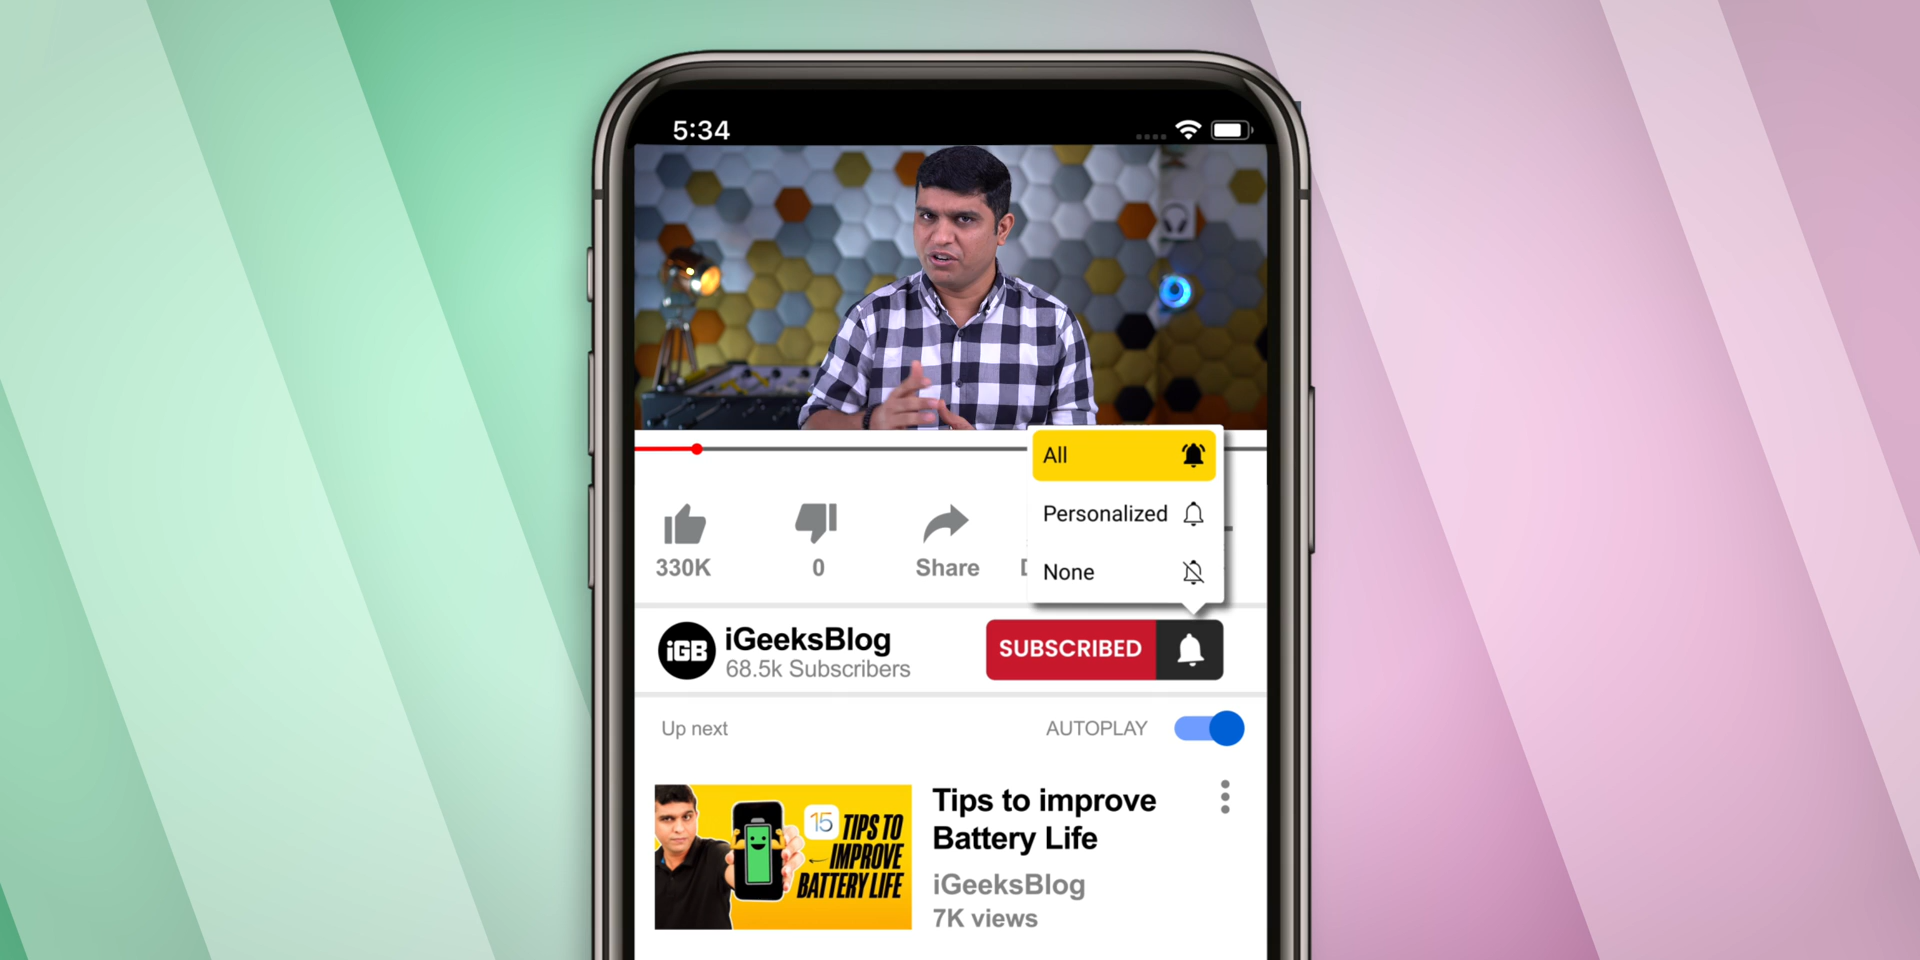 5:34
All
Personalized
None
330K
0
Share
D
iGB
iGeeksBlog
68.5k Subscribers
SUBSCRIBED
Up next
AUTOPLAY
15
TIPS TO
IMPROVE
BATTERY LIFE
Tips to improve
Battery Life
iGeeksBlog
7K views